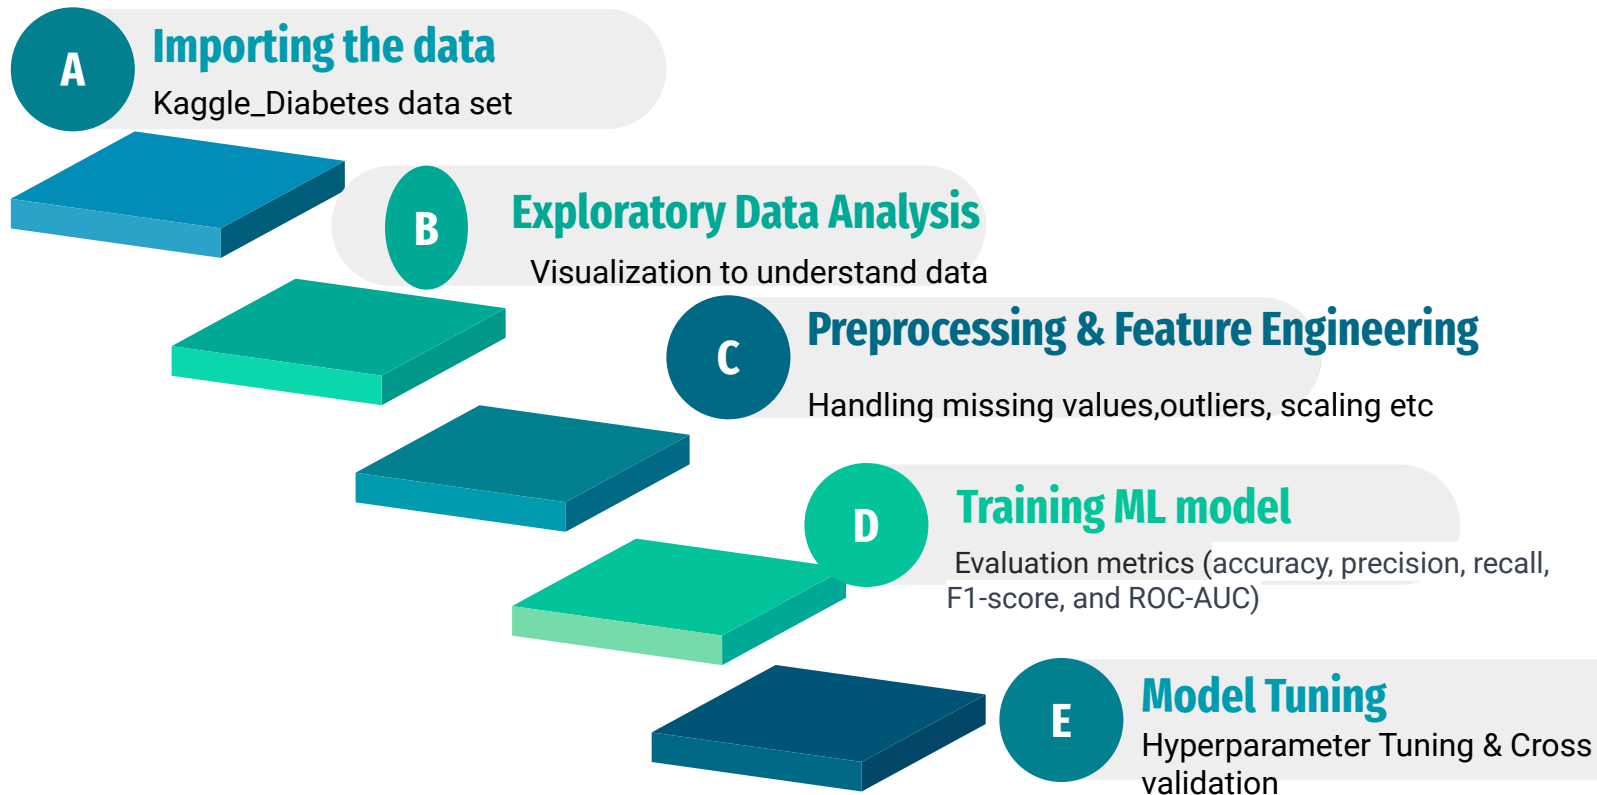 A
Importing the data
Kaggle_Diabetes data set
B
Exploratory Data Analysis
Visualization to understand data
C
Preprocessing & Feature Engineering
Handling missing values,outliers, scaling etc
D
Training ML model
Evaluation metrics (accuracy, precision, recall,
F1-score, and ROC-AUC)
E
Model Tuning
Hyperparameter Tuning & Cross
validation